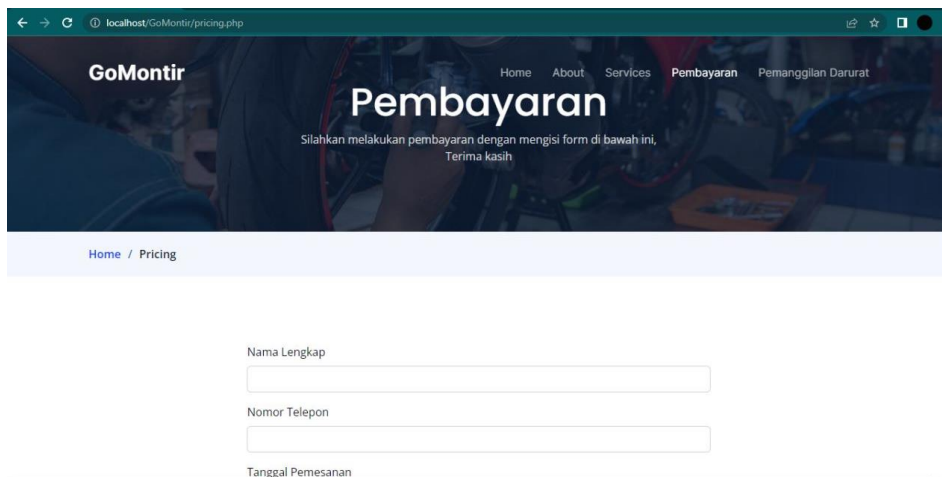 localhost/GoMontir/pricing.php
GoMontir
Home About Services Pembayaran Pemanggilan Darurat
Pembayaran
Silahkan melakukan pembayaran dengan mengisi form di bawah ini,
Terima kasih
Home / Pricing
Nama Lengkap
Nomor Telepon
Tanggal Pemesanan